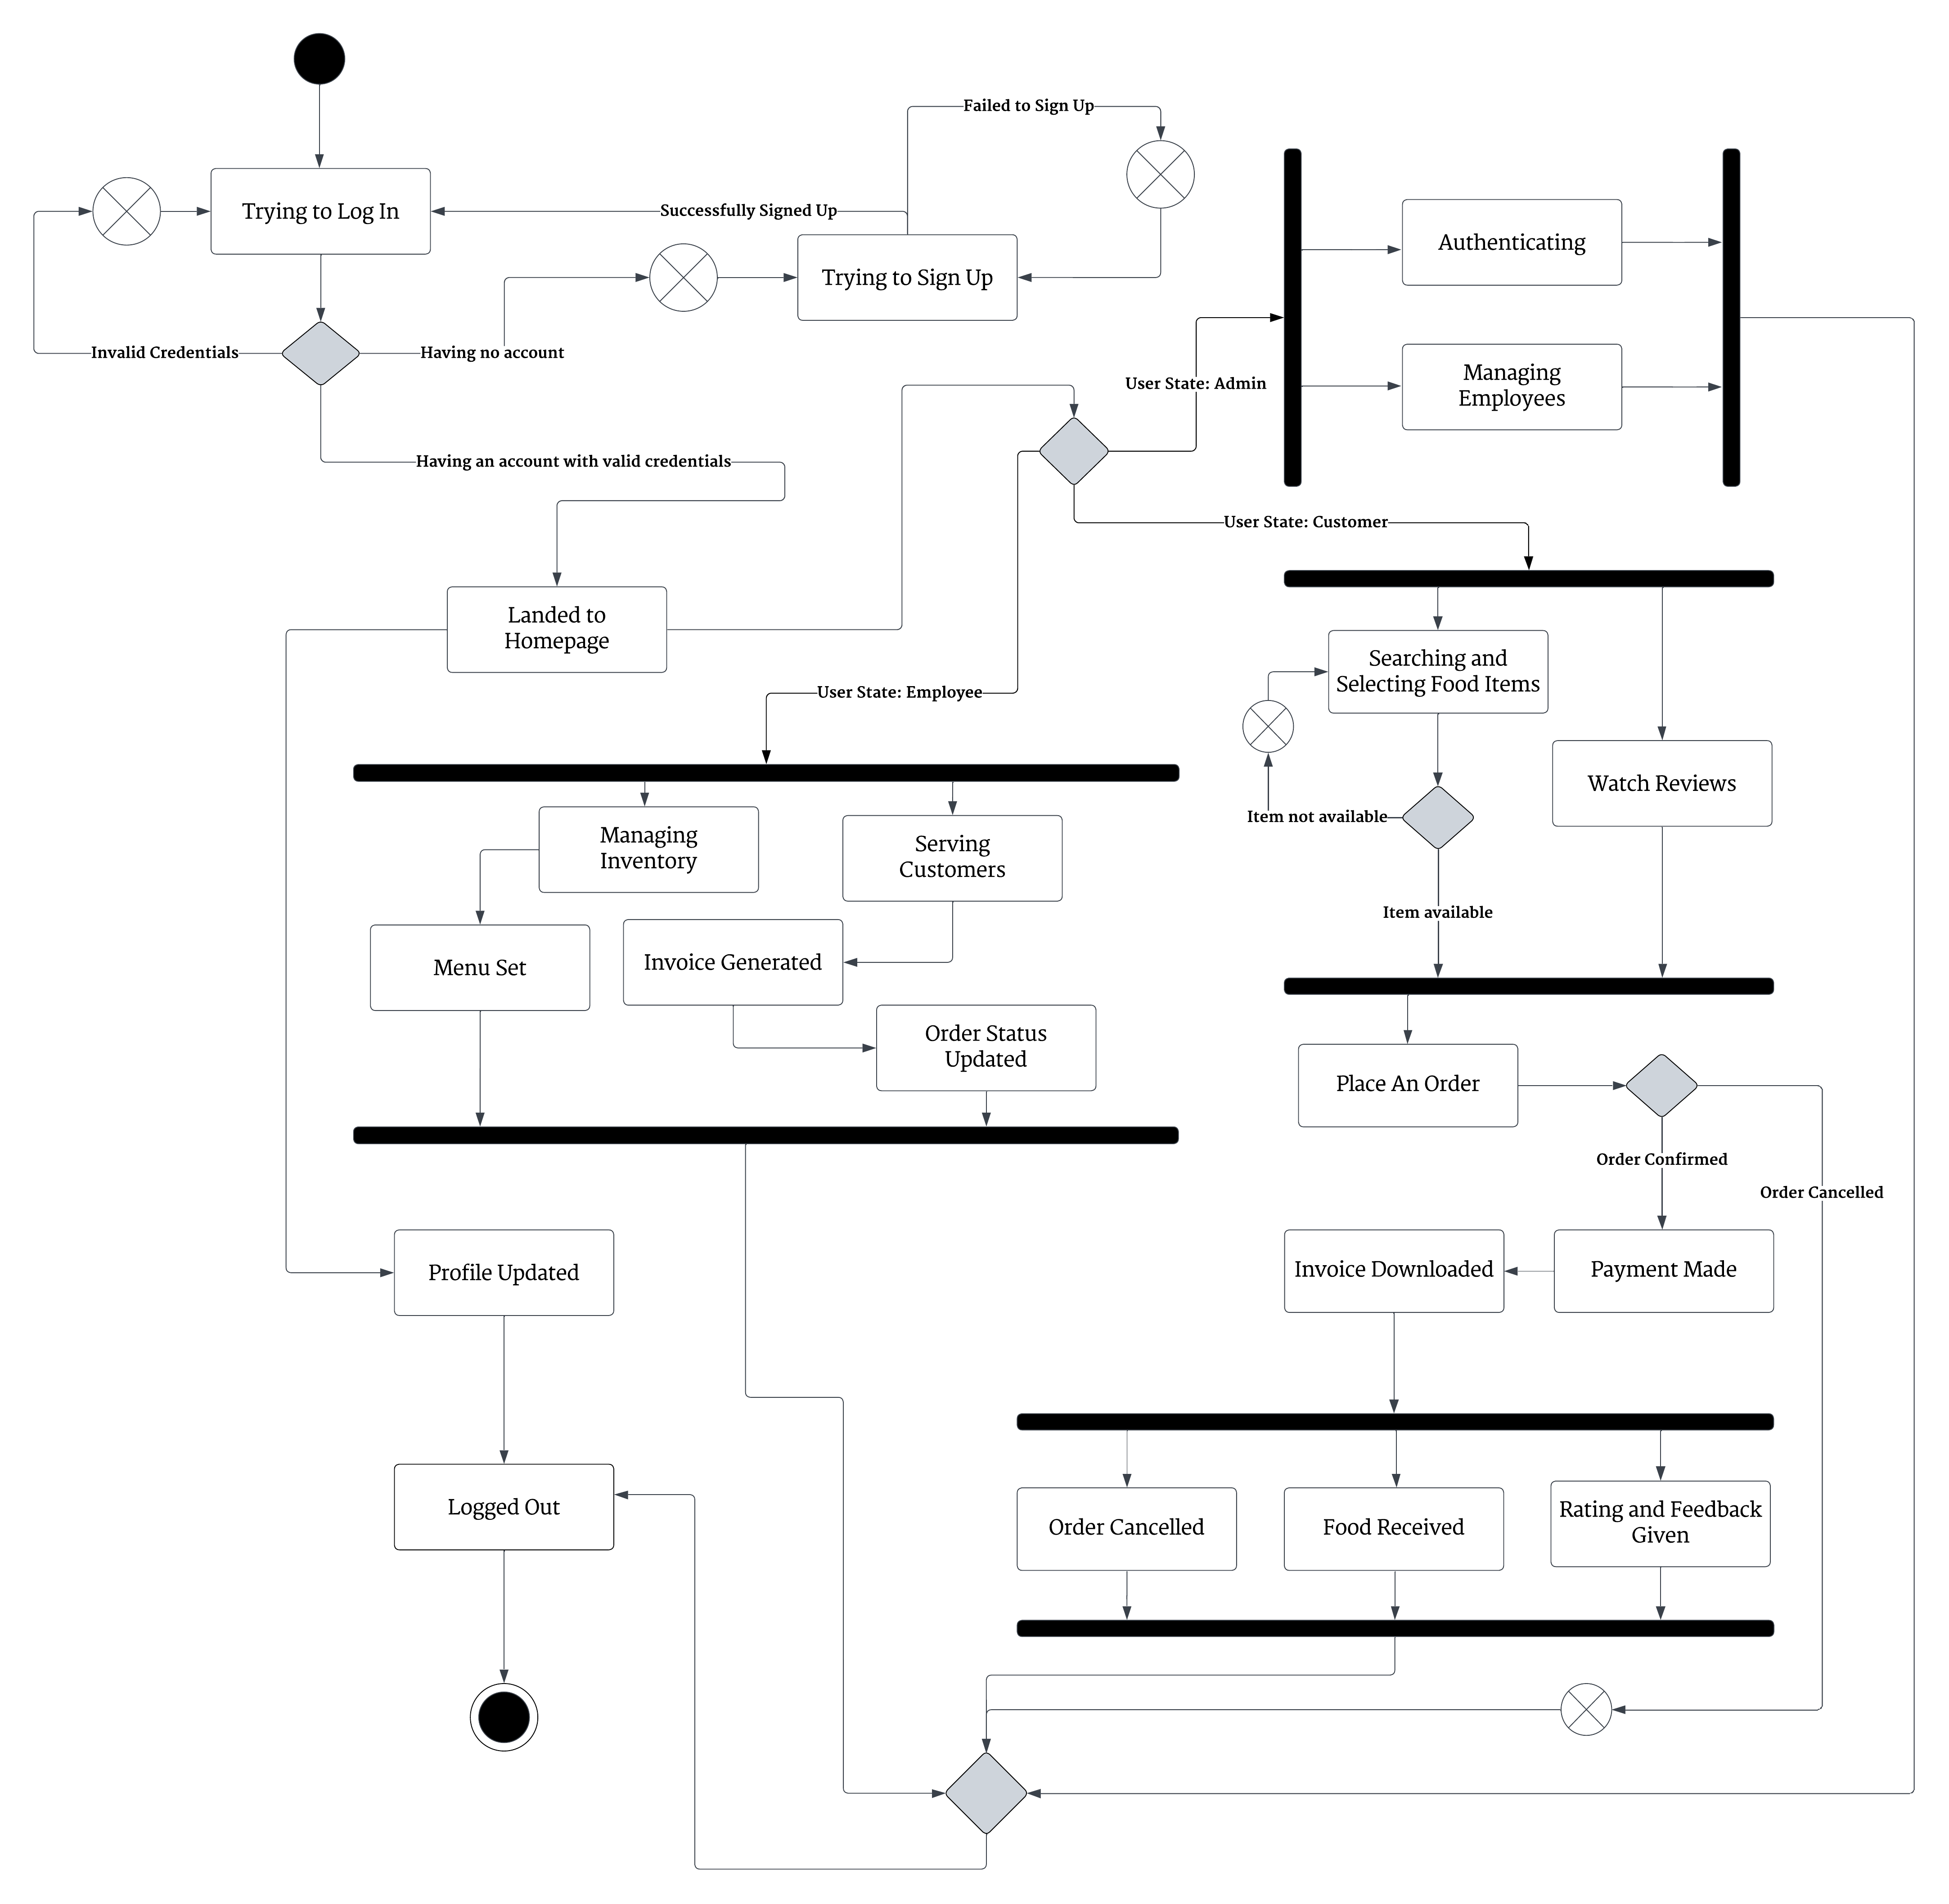 Failed to Sign Up
Successfully Signed Up
Trying to Log In
Trying to Sign Up
Authenticating
Invalid Credentials
Having no account
Managing
Employees
User State: Admin
Having an account with valid credentials
User State: Customer
Landed to
Homepage
User State: Employee
Searching and
Selecting Food Items
Watch Reviews
Item not available
Managing
Inventory
Serving
Customers
Item available
Menu Set
Invoice Generated
Order Status
Updated
Place An Order
Order Confirmed
Order Cancelled
Profile Updated
Invoice Downloaded
Payment Made
Logged Out
Order Cancelled
Food Received
Rating and Feedback
Given